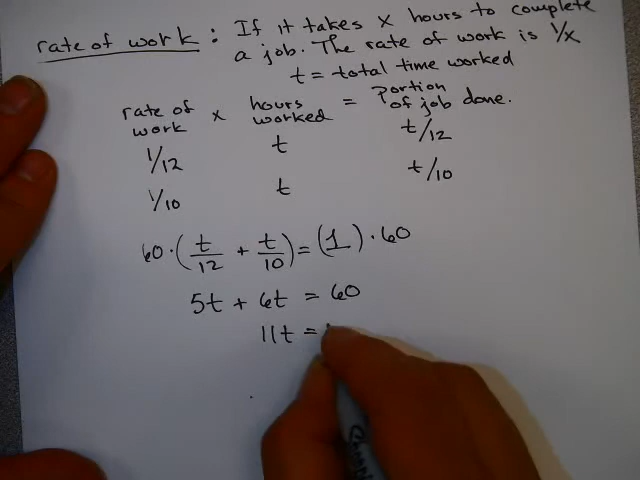 rate of work : If it takes x hours to complete
a job. The rate of work is 1/x
t = total time worked
rate of work x hours worked = portion of job done.
1/12 t t/12
1/10 t t/10
60 · (t/12 + t/10) = (1) · 60
5t + 6t = 60
11t =